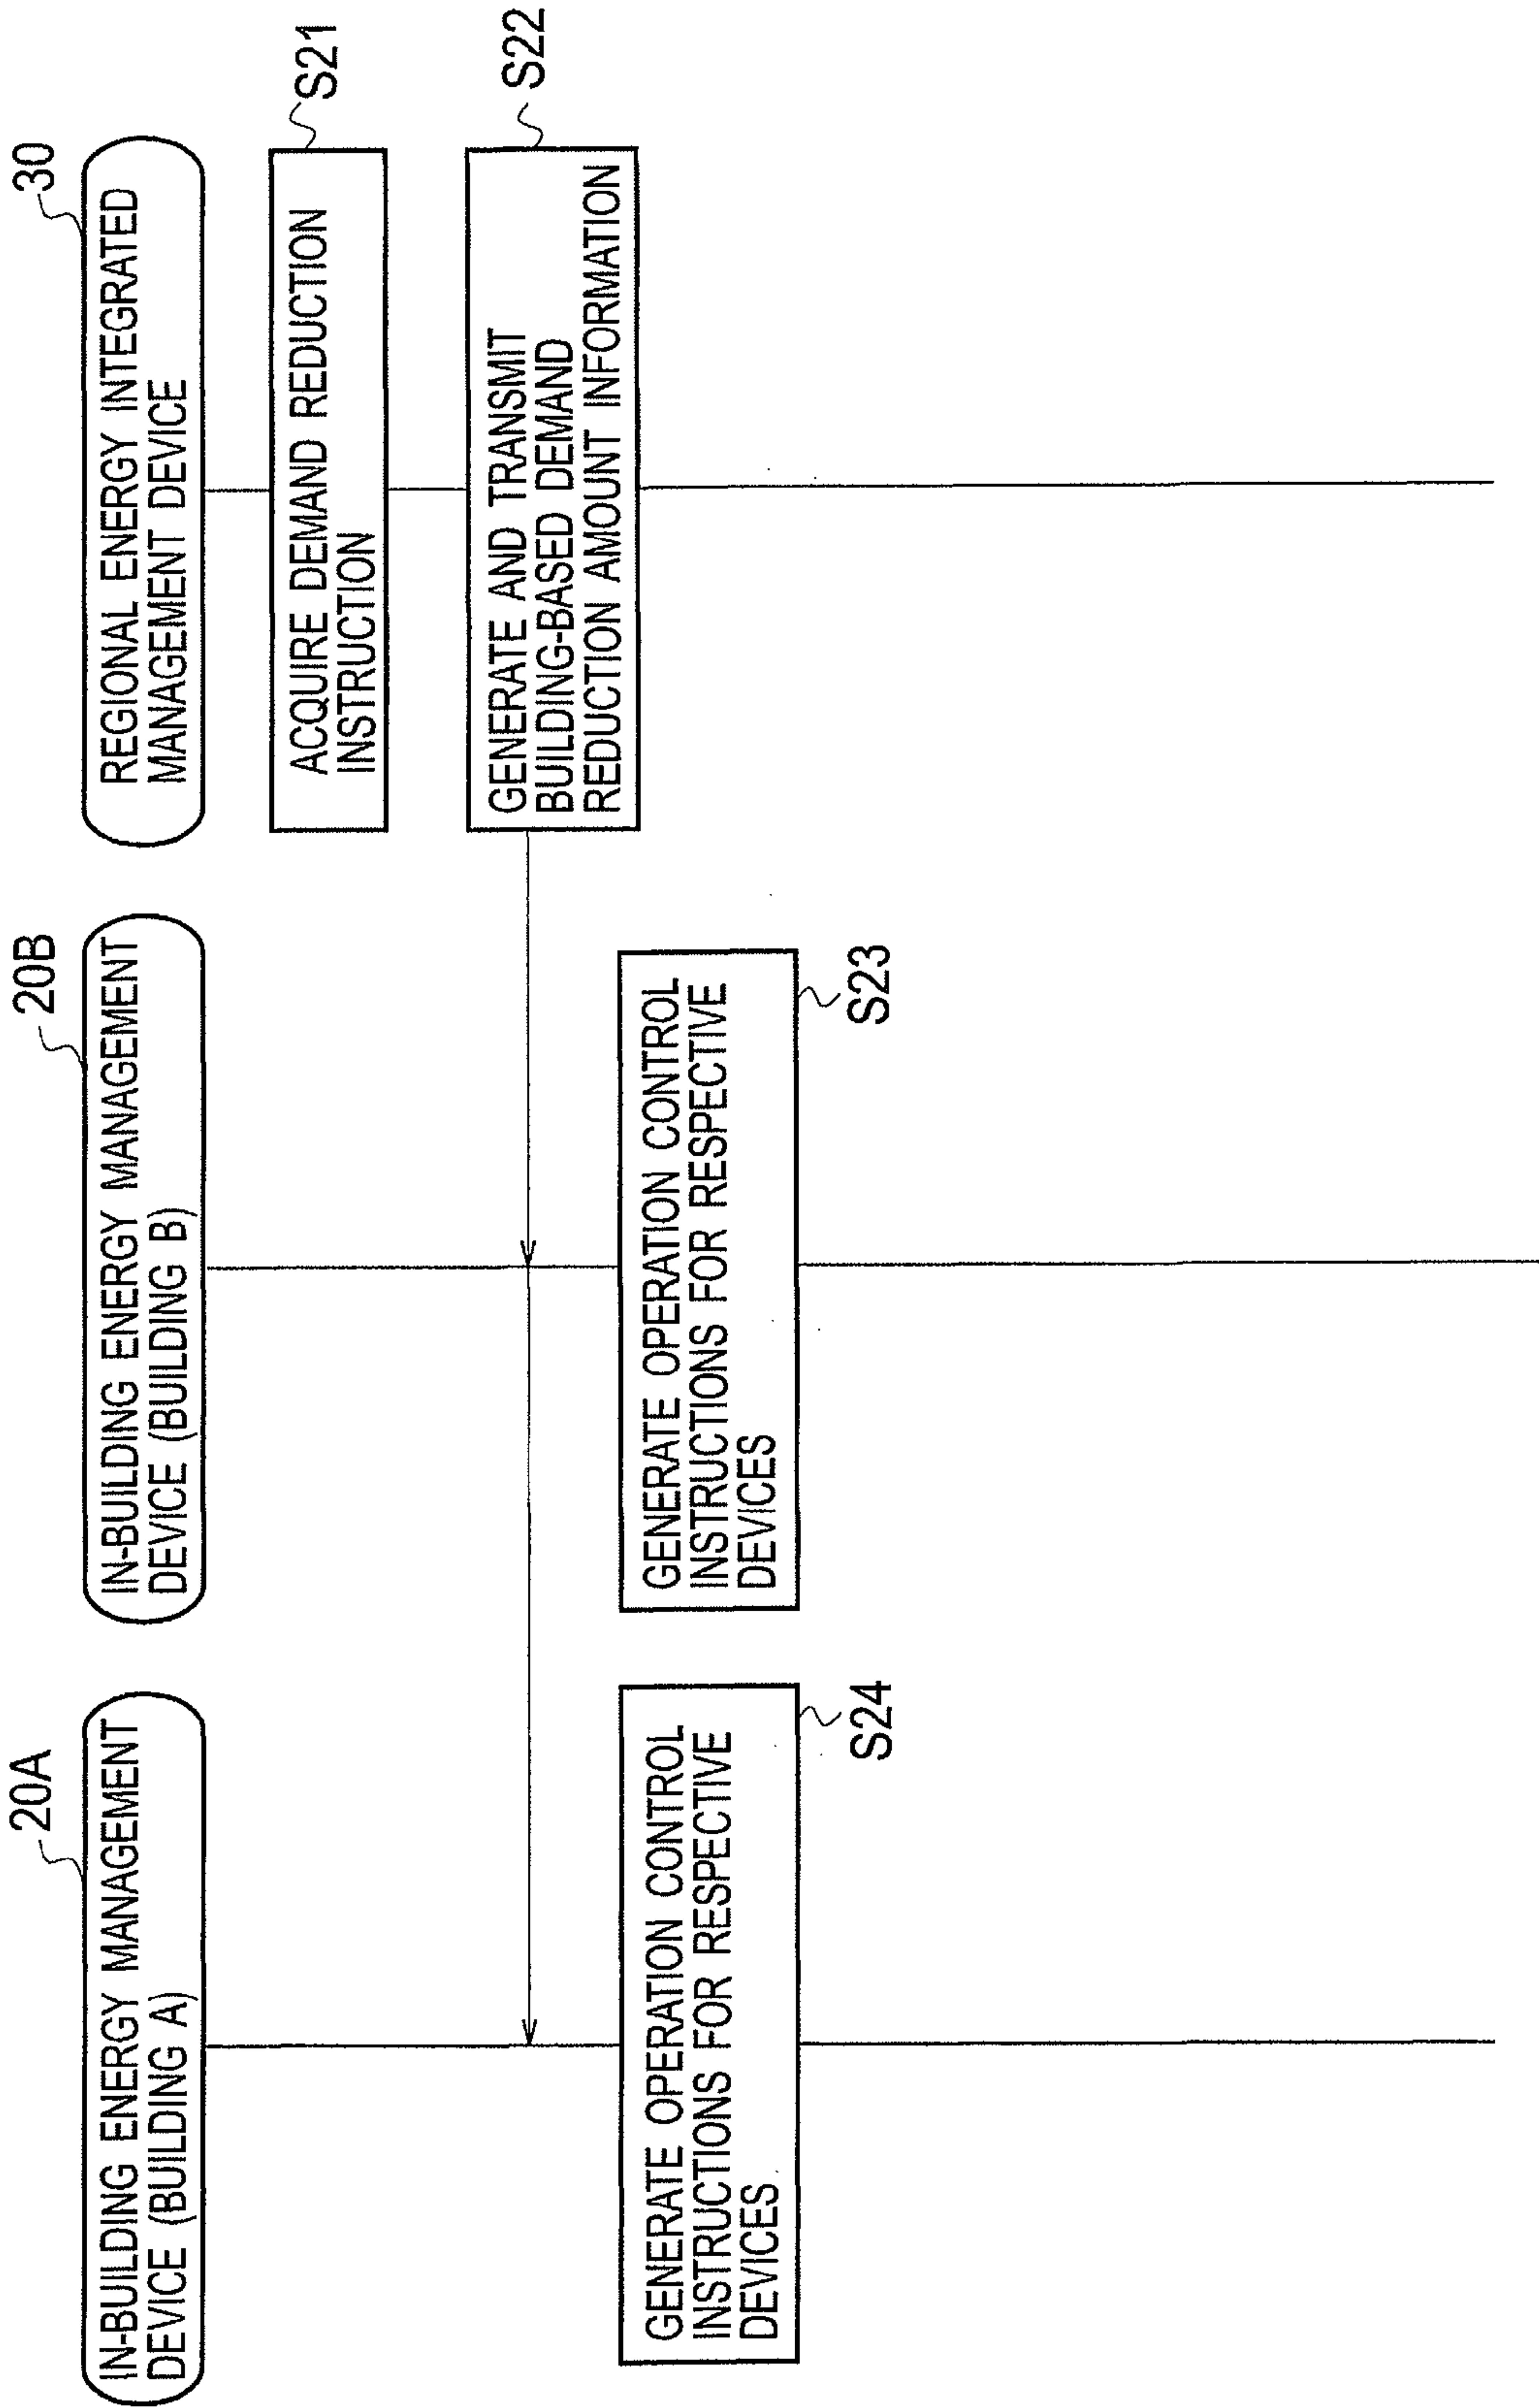 20A
IN-BUILDING ENERGY MANAGEMENT
DEVICE (BUILDING A)
20B
IN-BUILDING ENERGY MANAGEMENT
DEVICE (BUILDING B)
30
REGIONAL ENERGY INTEGRATED
MANAGEMENT DEVICE
S21
ACQUIRE DEMAND REDUCTION
INSTRUCTION
S22
GENERATE AND TRANSMIT
BUILDING-BASED DEMAND
REDUCTION AMOUNT INFORMATION
GENERATE OPERATION CONTROL
INSTRUCTIONS FOR RESPECTIVE
DEVICES
S24
GENERATE OPERATION CONTROL
INSTRUCTIONS FOR RESPECTIVE
DEVICES
S23